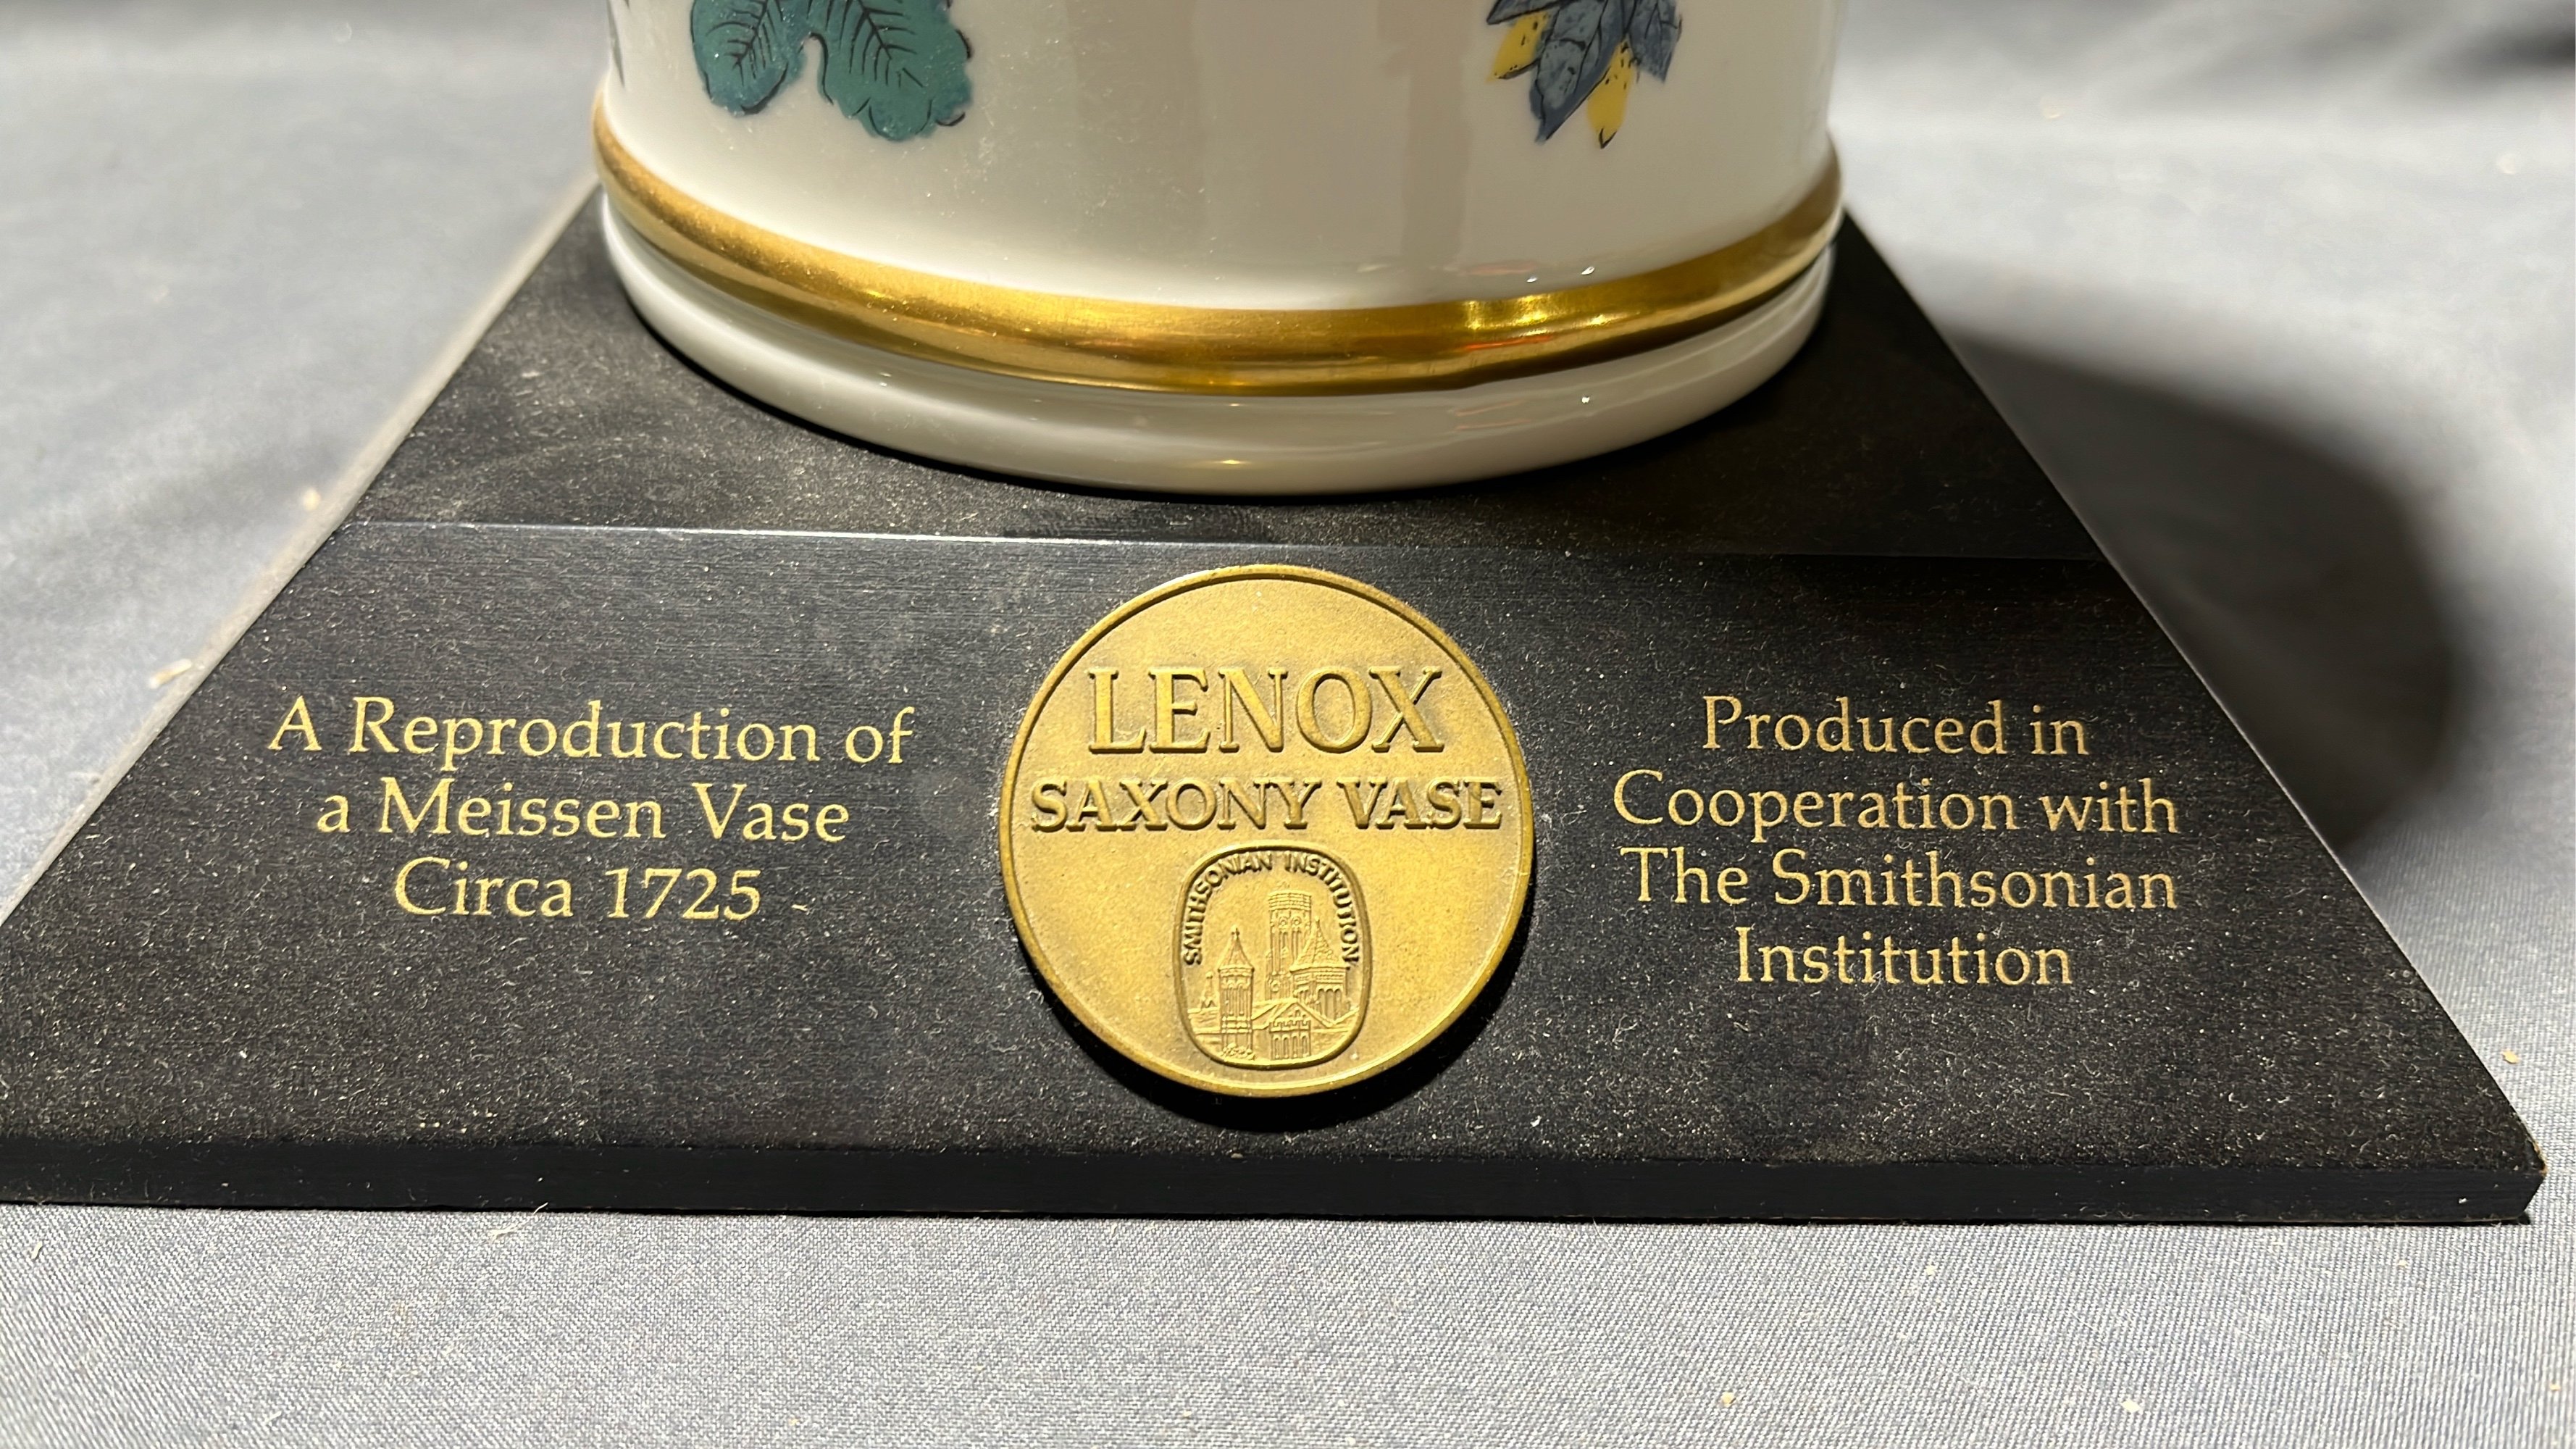 A Reproduction of
a Meissen Vase
Circa 1725
LENOX
SAXONY VASE
SMITHSONIAN INSTITUTION
Produced in
Cooperation with
The Smithsonian
Institution